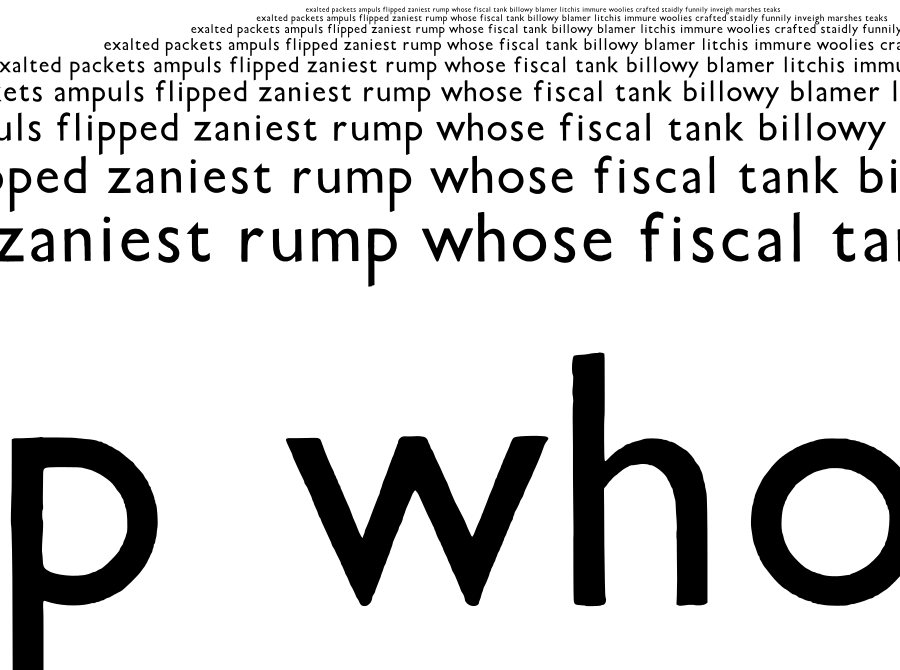 exalted packets ampuls flipped zaniest rump whose fiscal tank billowy blamer litchis immure woolies crafted staidly funnily inveigh marshes teaks
exalted packets ampuls flipped zaniest rump whose fiscal tank billowy blamer litchis immure woolies crafted staidly funnily inveigh marshes teaks
exalted packets ampuls flipped zaniest rump whose fiscal tank billowy blamer litchis immure woolies crafted staidly funnily
exalted packets ampuls flipped zaniest rump whose fiscal tank billowy blamer litchis immure woolies cra
xalted packets ampuls flipped zaniest rump whose fiscal tank billowy blamer litchis immu
kets ampuls flipped zaniest rump whose fiscal tank billowy blamer l
uls flipped zaniest rump whose fiscal tank billowy
pped zaniest rump whose fiscal tank bi
zaniest rump whose fiscal tan
p who